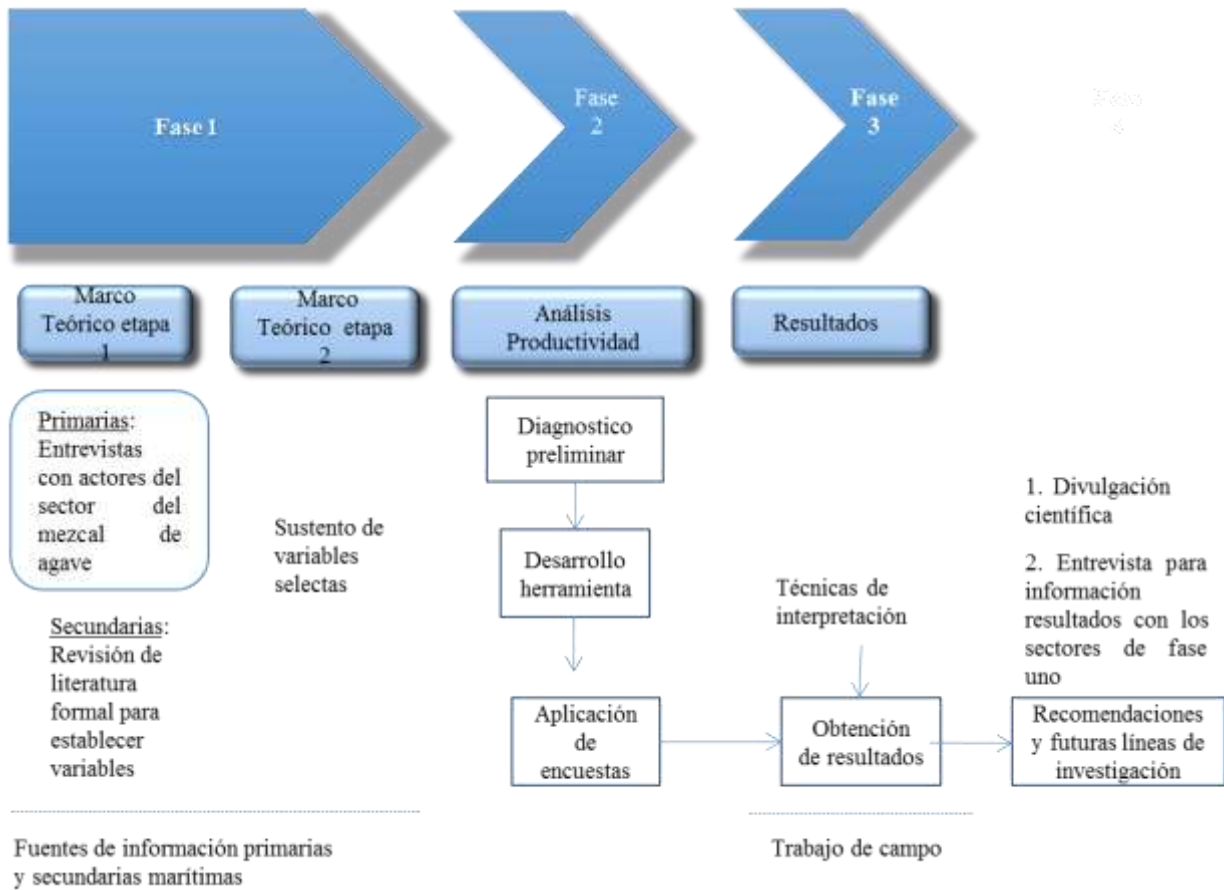 Fase 1
Fase
2
Fase
3
Marco
Teórico etapa
1
Marco
Teórico etapa
2
Análisis
Productividad
Resultados
Primarias:
Entrevistas
con actores del
sector del
mezcal de
agave
Secundarias:
Revisión de
literatura
formal para
establecer
variables
Sustento de
variables
selectas
Diagnostico
preliminar
Desarrollo
herramienta
Aplicación
de
encuestas
Técnicas de
interpretación
Obtención
de resultados
1. Divulgación
científica
2. Entrevista para
información
resultados con los
sectores de fase
uno
Recomendaciones
y futuras líneas de
investigación
Fuentes de información primarias
y secundarias marítimas
Trabajo de campo